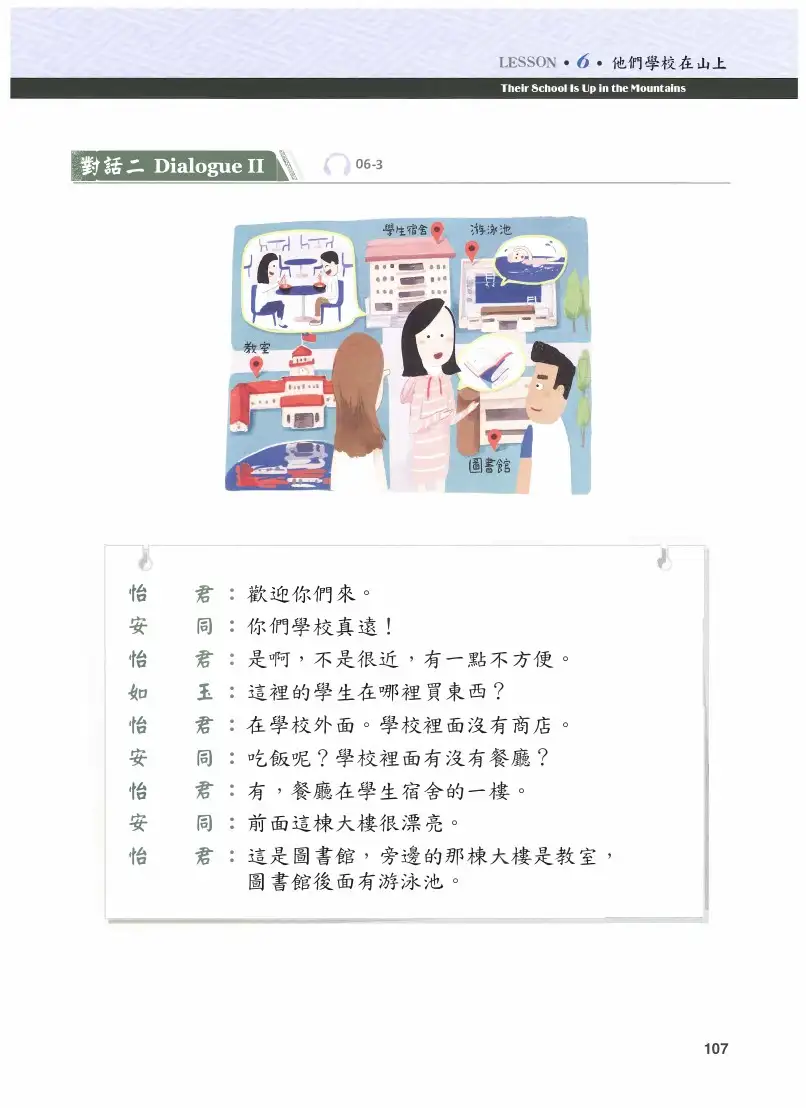 LESSON • 6 • 他們學校在山上
Their School Is Up in the Mountains
對話二 Dialogue II
06-3
學生宿舍
游泳池
教室
圖書館
怡 君：歡迎你們來。
安 同：你們學校真遠！
怡 君：是啊，不是很近，有一點不方便。
如 玉：這裡的學生在哪裡買東西？
怡 君：在學校外面。學校裡面沒有商店。
安 同：吃飯呢？學校裡面有沒有餐廳？
怡 君：有，餐廳在學生宿舍的一樓。
安 同：前面這棟大樓很漂亮。
怡 君：這是圖書館，旁邊的那棟大樓是教室，
圖書館後面有游泳池。
107